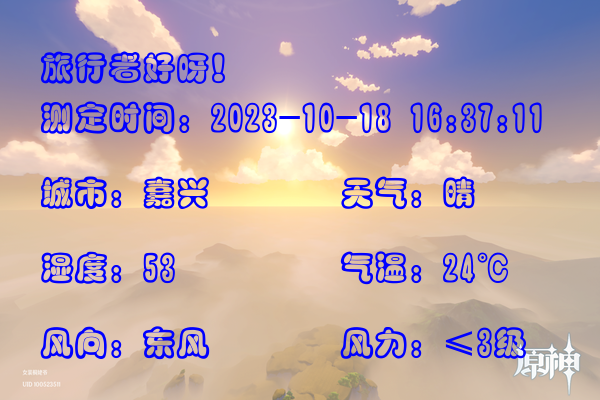 旅行者好呀!
测定时间: 2023-10-18 16:37:11
城市: 嘉兴 天气: 晴
湿度: 53 气温: 24℃
风向: 东风 风力: ≤3级
原神